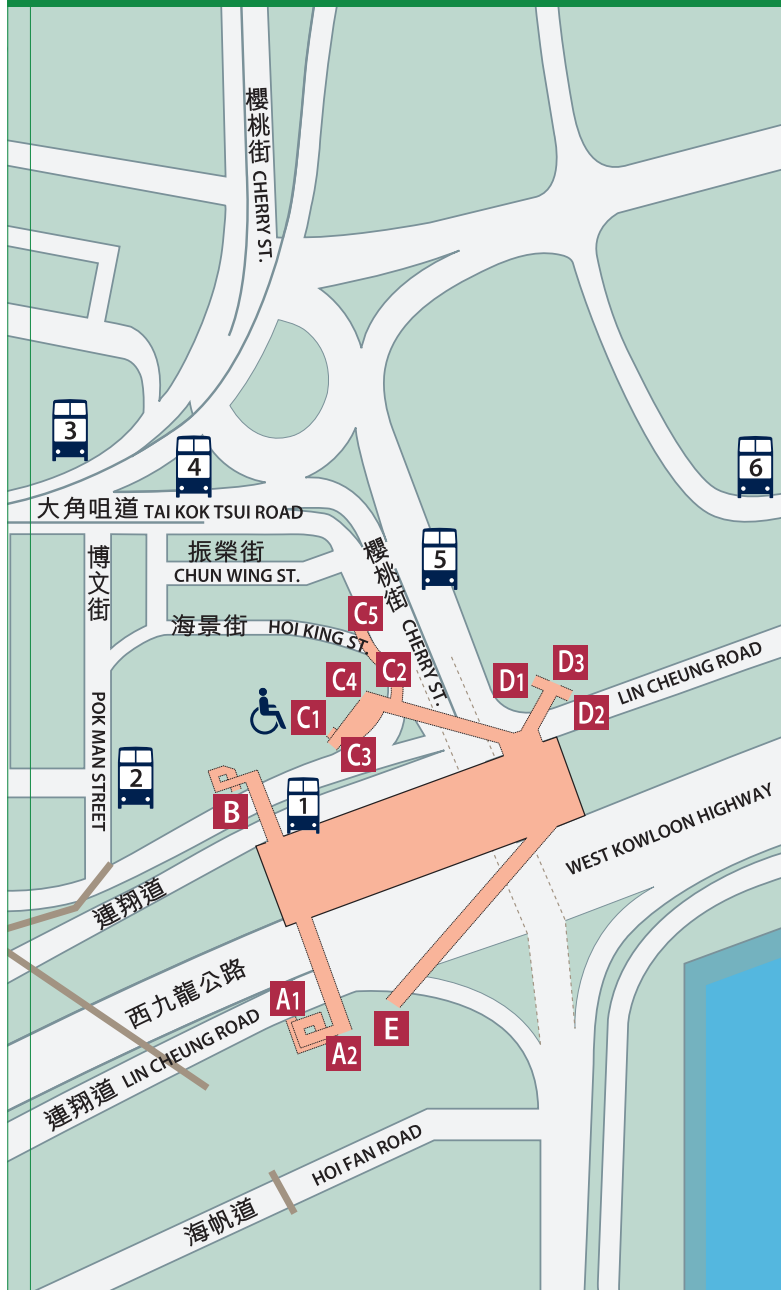 櫻桃街 CHERRY ST.
3
4
6
大角咀道 TAI KOK TSUI ROAD
5
博文街
振榮街
CHUN WING ST.
櫻桃街 CHERRY ST.
海景街 HOI KING ST.
C5
C2
C4
D1
D3
D2
LIN CHEUNG ROAD
C1
C3
POK MAN STREET
2
1
B
WEST KOWLOON HIGHWAY
連翔道
西九龍公路
A1
E
A2
連翔道 LIN CHEUNG ROAD
HOI FAN ROAD
海帆道